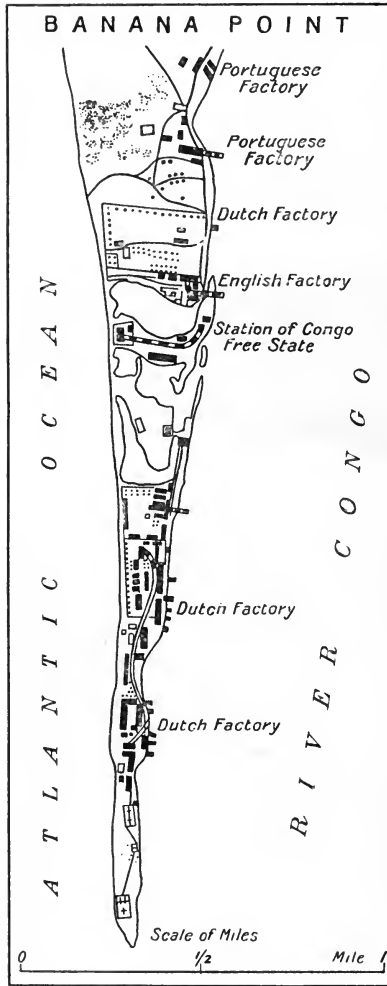 BANANA POINT
Portuguese
Factory
Portuguese
Factory
Dutch Factory
English Factory
Station of Congo
Free State
ATLANTIC OCEAN
RIVER CONGO
Dutch Factory
Dutch Factory
Scale of Miles
0 1/2 Mile 1